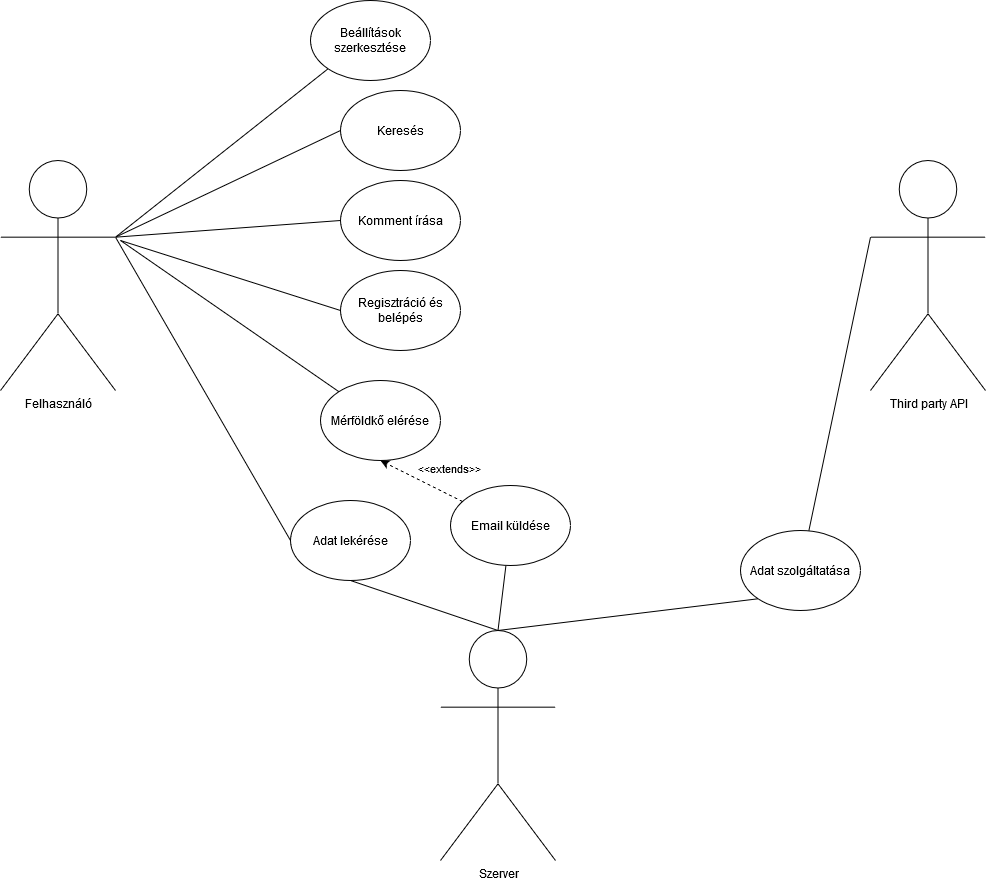 Beállítások
szerkesztése
Keresés
Komment írása
Regisztráció és
belépés
Felhasználó
Third party API
Mérföldkő elérése
<<extends>>
Email küldése
Adat lekérése
Adat szolgáltatása
Szerver